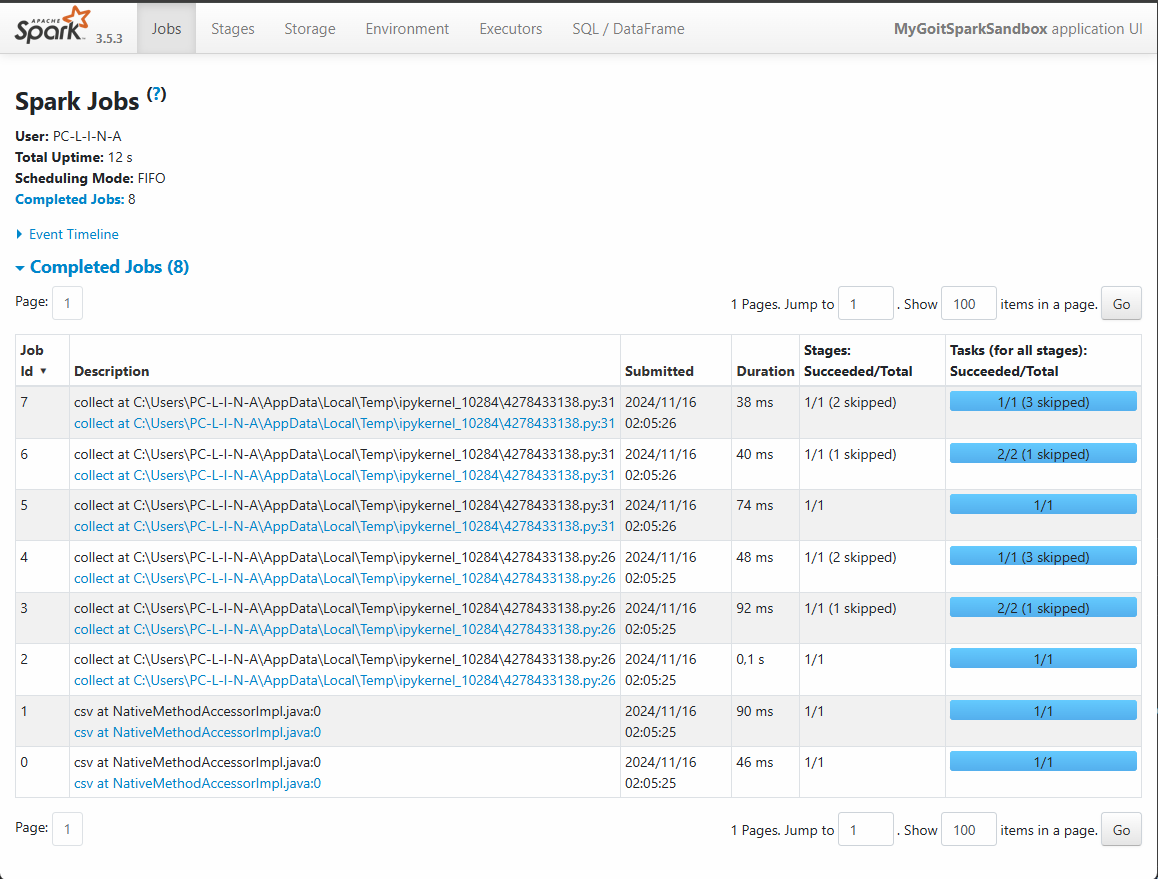 APACHE Spark 3.5.3 Jobs Stages Storage Environment Executors SQL / DataFrame MyGoitSparkSandbox application UI
Spark Jobs (?)
User: PC-L-I-N-A
Total Uptime: 12 s
Scheduling Mode: FIFO
Completed Jobs: 8
Event Timeline
Completed Jobs (8)
Page: 1 1 Pages. Jump to 1 . Show 100 items in a page. Go
Job Id ▼ Description Submitted Duration Stages: Succeeded/Total Tasks (for all stages): Succeeded/Total
7 collect at C:\Users\PC-L-I-N-A\AppData\Local\Temp\ipykernel_10284\4278433138.py:31 2024/11/16 38 ms 1/1 (2 skipped) 1/1 (3 skipped)
collect at C:\Users\PC-L-I-N-A\AppData\Local\Temp\ipykernel_10284\4278433138.py:31 02:05:26
6 collect at C:\Users\PC-L-I-N-A\AppData\Local\Temp\ipykernel_10284\4278433138.py:31 2024/11/16 40 ms 1/1 (1 skipped) 2/2 (1 skipped)
collect at C:\Users\PC-L-I-N-A\AppData\Local\Temp\ipykernel_10284\4278433138.py:31 02:05:26
5 collect at C:\Users\PC-L-I-N-A\AppData\Local\Temp\ipykernel_10284\4278433138.py:31 2024/11/16 74 ms 1/1 1/1
collect at C:\Users\PC-L-I-N-A\AppData\Local\Temp\ipykernel_10284\4278433138.py:31 02:05:26
4 collect at C:\Users\PC-L-I-N-A\AppData\Local\Temp\ipykernel_10284\4278433138.py:26 2024/11/16 48 ms 1/1 (2 skipped) 1/1 (3 skipped)
collect at C:\Users\PC-L-I-N-A\AppData\Local\Temp\ipykernel_10284\4278433138.py:26 02:05:25
3 collect at C:\Users\PC-L-I-N-A\AppData\Local\Temp\ipykernel_10284\4278433138.py:26 2024/11/16 92 ms 1/1 (1 skipped) 2/2 (1 skipped)
collect at C:\Users\PC-L-I-N-A\AppData\Local\Temp\ipykernel_10284\4278433138.py:26 02:05:25
2 collect at C:\Users\PC-L-I-N-A\AppData\Local\Temp\ipykernel_10284\4278433138.py:26 2024/11/16 0,1 s 1/1 1/1
collect at C:\Users\PC-L-I-N-A\AppData\Local\Temp\ipykernel_10284\4278433138.py:26 02:05:25
1 csv at NativeMethodAccessorImpl.java:0 2024/11/16 90 ms 1/1 1/1
csv at NativeMethodAccessorImpl.java:0 02:05:25
0 csv at NativeMethodAccessorImpl.java:0 2024/11/16 46 ms 1/1 1/1
csv at NativeMethodAccessorImpl.java:0 02:05:25
Page: 1 1 Pages. Jump to 1 . Show 100 items in a page. Go